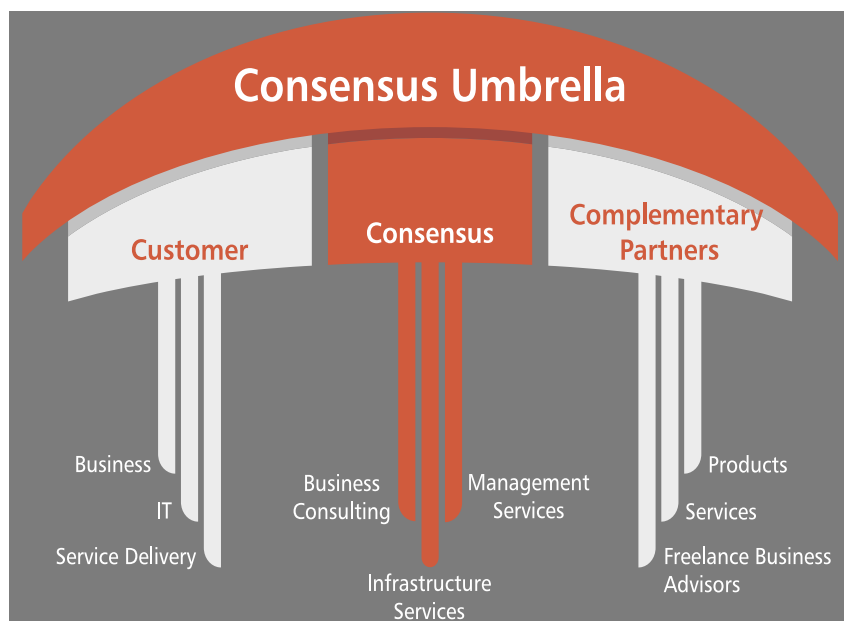 Consensus Umbrella
Customer
Consensus
Complementary
Partners
Business
IT
Service Delivery
Business
Consulting
Infrastructure
Services
Management
Services
Products
Services
Freelance Business
Advisors